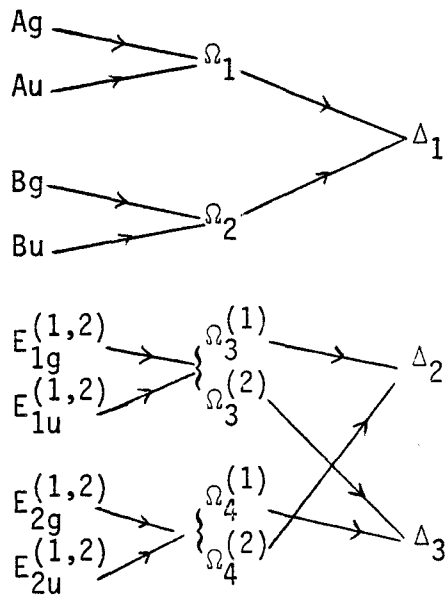 Ag
Ω₁
Au
Δ₁
Bg
Ω₂
Bu
E₁g^(1,2)
Ω₃^(1)
Δ₂
E₁u^(1,2)
Ω₃^(2)
E₂g^(1,2)
Ω₄^(1)
Δ₃
E₂u^(1,2)
Ω₄^(2)